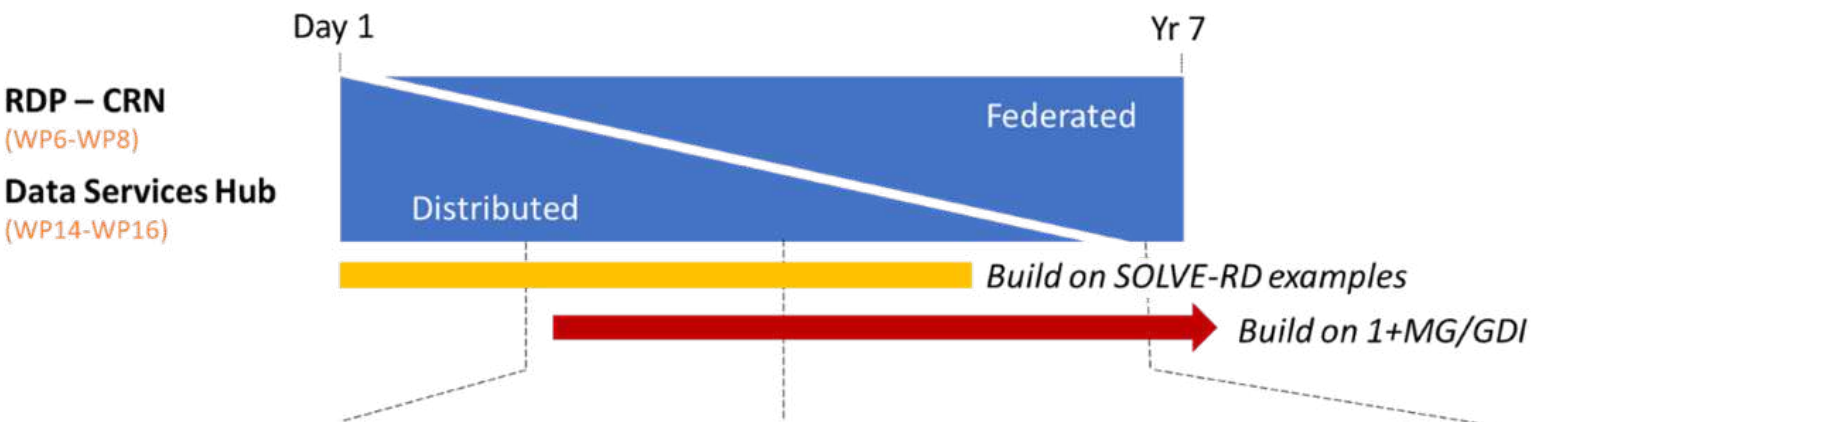 Day 1
Yr 7
RDP – CRN
(WP6-WP8)
Federated
Data Services Hub
(WP14-WP16)
Distributed
Build on SOLVE-RD examples
Build on 1+MG/GDI